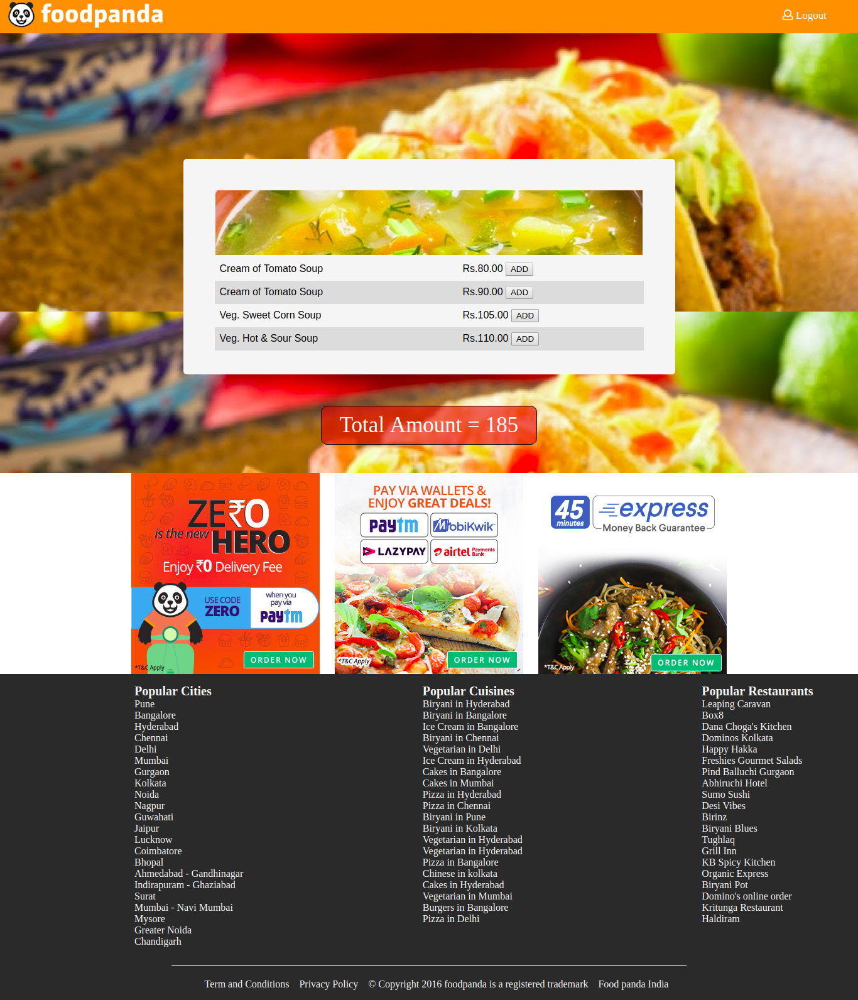 foodpanda
Logout
Cream of Tomato Soup Rs.80.00 ADD
Cream of Tomato Soup Rs.90.00 ADD
Veg. Sweet Corn Soup Rs.105.00 ADD
Veg. Hot & Sour Soup Rs.110.00 ADD
Total Amount = 185
ZE₹O
is the new HERO
Enjoy ₹0 Delivery Fee
USE CODE
ZERO
when you
pay via
paytm
*T&C Apply
ORDER NOW
PAY VIA WALLETS &
ENJOY GREAT DEALS!
paytm MobiKwik
LAZYPAY airtel Payments Bank
*T&C Apply
ORDER NOW
45 minutes express
Money Back Guarantee
*T&C Apply
ORDER NOW
Popular Cities
Pune
Bangalore
Hyderabad
Chennai
Delhi
Mumbai
Gurgaon
Kolkata
Noida
Nagpur
Guwahati
Jaipur
Lucknow
Coimbatore
Bhopal
Ahmedabad - Gandhinagar
Indirapuram - Ghaziabad
Surat
Mumbai - Navi Mumbai
Mysore
Greater Noida
Chandigarh
Popular Cuisines
Biryani in Hyderabad
Biryani in Bangalore
Ice Cream in Bangalore
Biryani in Chennai
Vegetarian in Delhi
Ice Cream in Hyderabad
Cakes in Bangalore
Cakes in Mumbai
Pizza in Hyderabad
Pizza in Chennai
Biryani in Pune
Biryani in Kolkata
Vegetarian in Hyderabad
Vegetarian in Hyderabad
Pizza in Bangalore
Chinese in kolkata
Cakes in Hyderabad
Vegetarian in Mumbai
Burgers in Bangalore
Pizza in Delhi
Popular Restaurants
Leaping Caravan
Box8
Dana Choga's Kitchen
Dominos Kolkata
Happy Hakka
Freshies Gourmet Salads
Pind Balluchi Gurgaon
Abhiruchi Hotel
Sumo Sushi
Desi Vibes
Birinz
Biryani Blues
Tughlaq
Grill Inn
KB Spicy Kitchen
Organic Express
Biryani Pot
Domino's online order
Kritunga Restaurant
Haldiram
Term and Conditions Privacy Policy © Copyright 2016 foodpanda is a registered trademark Food panda India